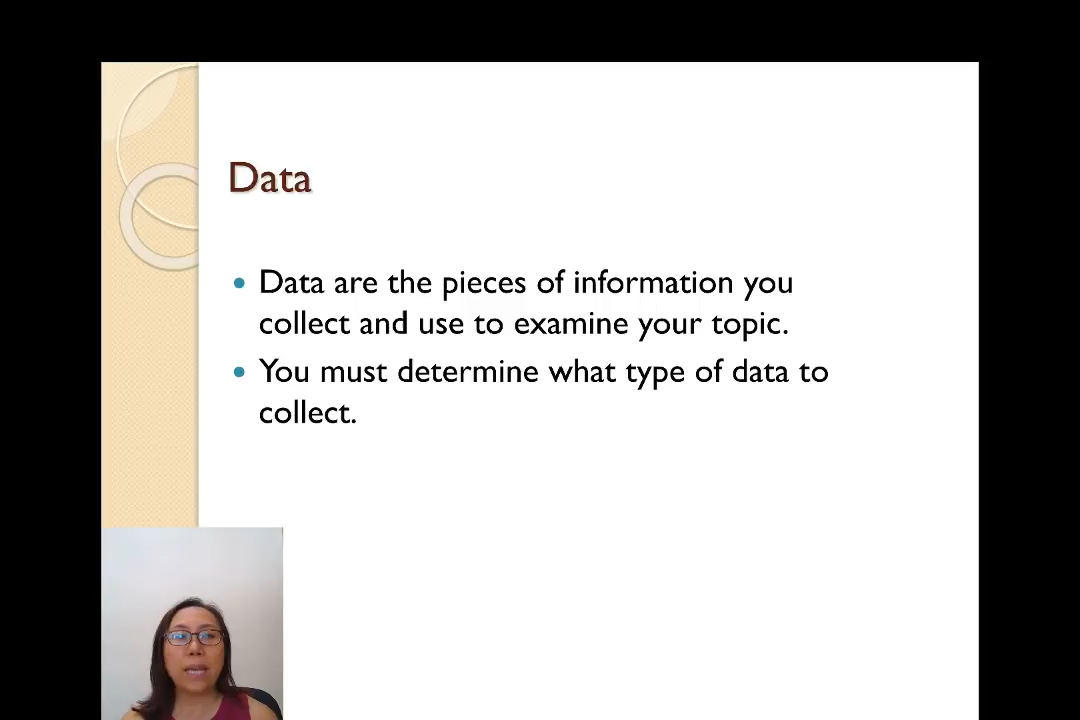 Data
• Data are the pieces of information you
collect and use to examine your topic.
• You must determine what type of data to
collect.